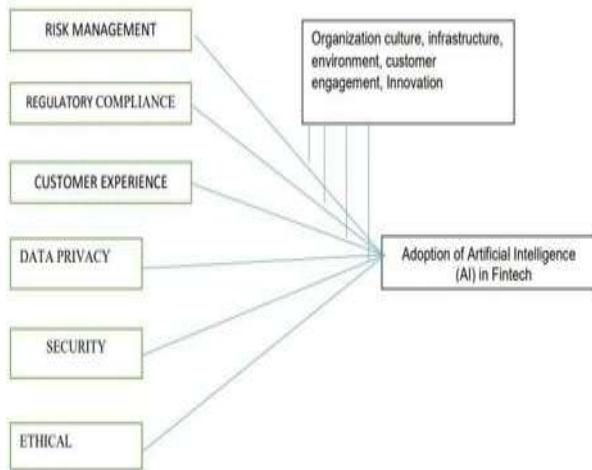 RISK MANAGEMENT
Organization culture, infrastructure,
environment, customer
engagement, Innovation
REGULATORY COMPLIANCE
CUSTOMER EXPERIENCE
DATA PRIVACY
Adoption of Artificial Intelligence
(AI) in Fintech
SECURITY
ETHICAL